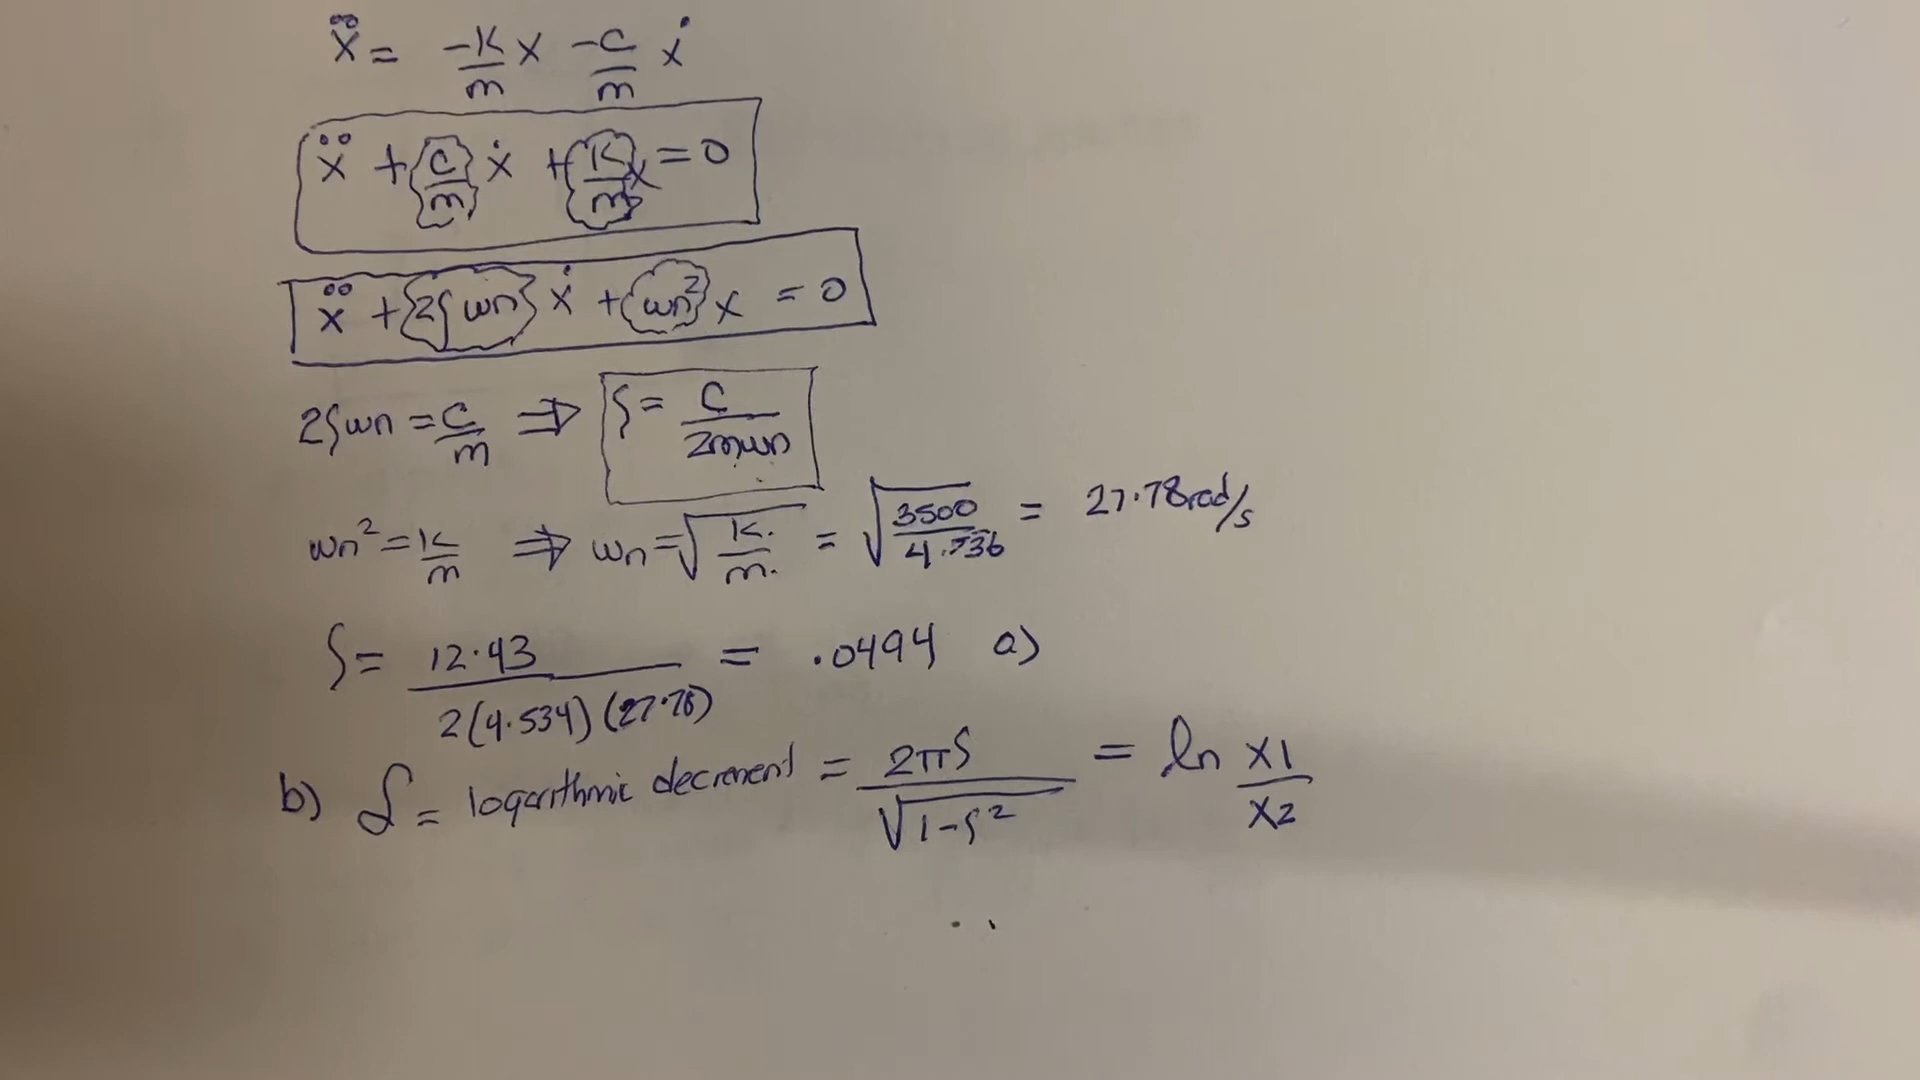 ẍ = -K/m x -C/m ẋ
ẍ + C/m ẋ + K/m x = 0
ẍ + 2ζωn ẋ + ωn² x = 0
2ζωn = C/m ⇒ ζ = C/2mωn
ωn² = K/m ⇒ ωn = √(K/m) = √(3500/4.536) = 27.78 rad/s
ζ = 12.43/2(4.534)(27.78) = .0494 a)
b) δ = logarithmic decrement = 2πζ/√(1-ζ²) = ln x1/x2